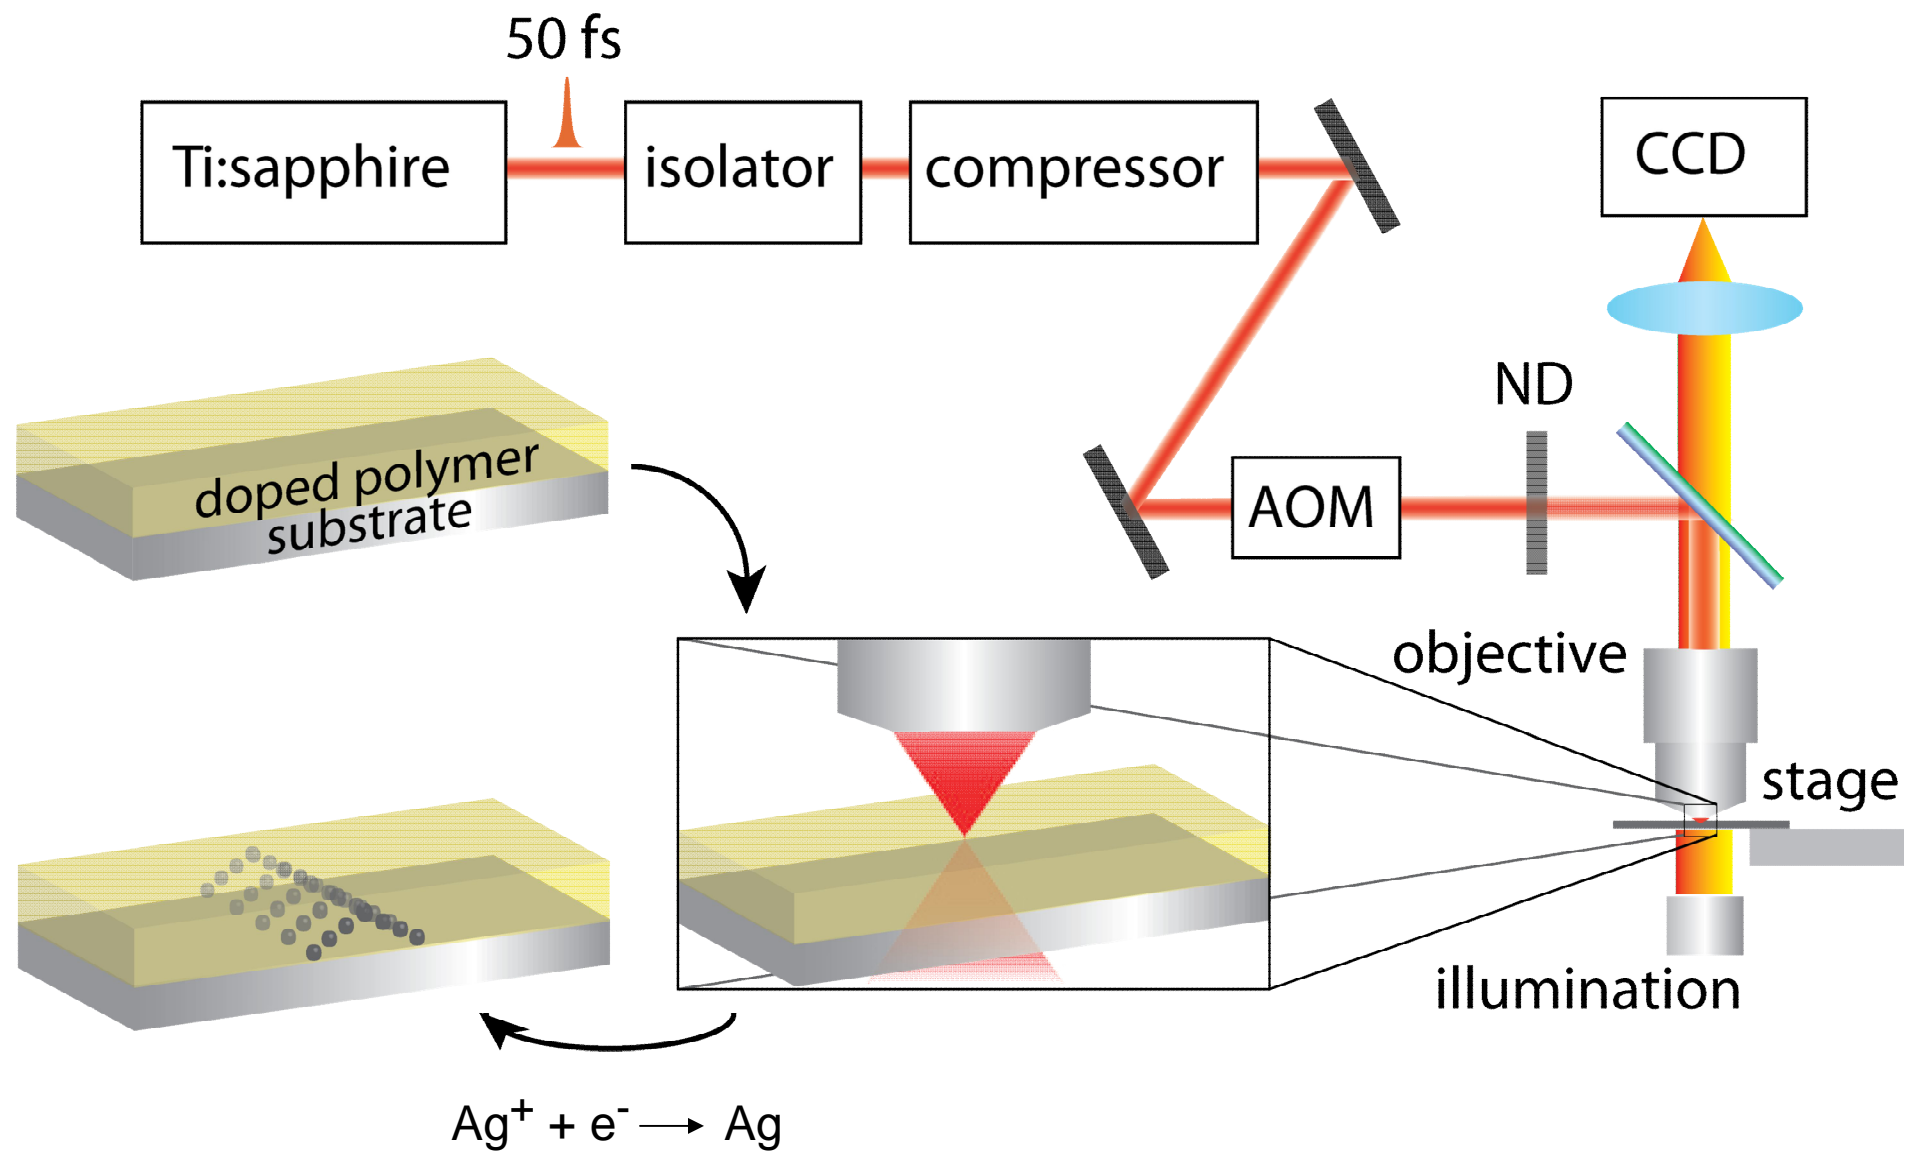 50 fs
Ti:sapphire
isolator
compressor
CCD
ND
AOM
doped polymer
substrate
objective
stage
illumination
Ag⁺ + e⁻ → Ag